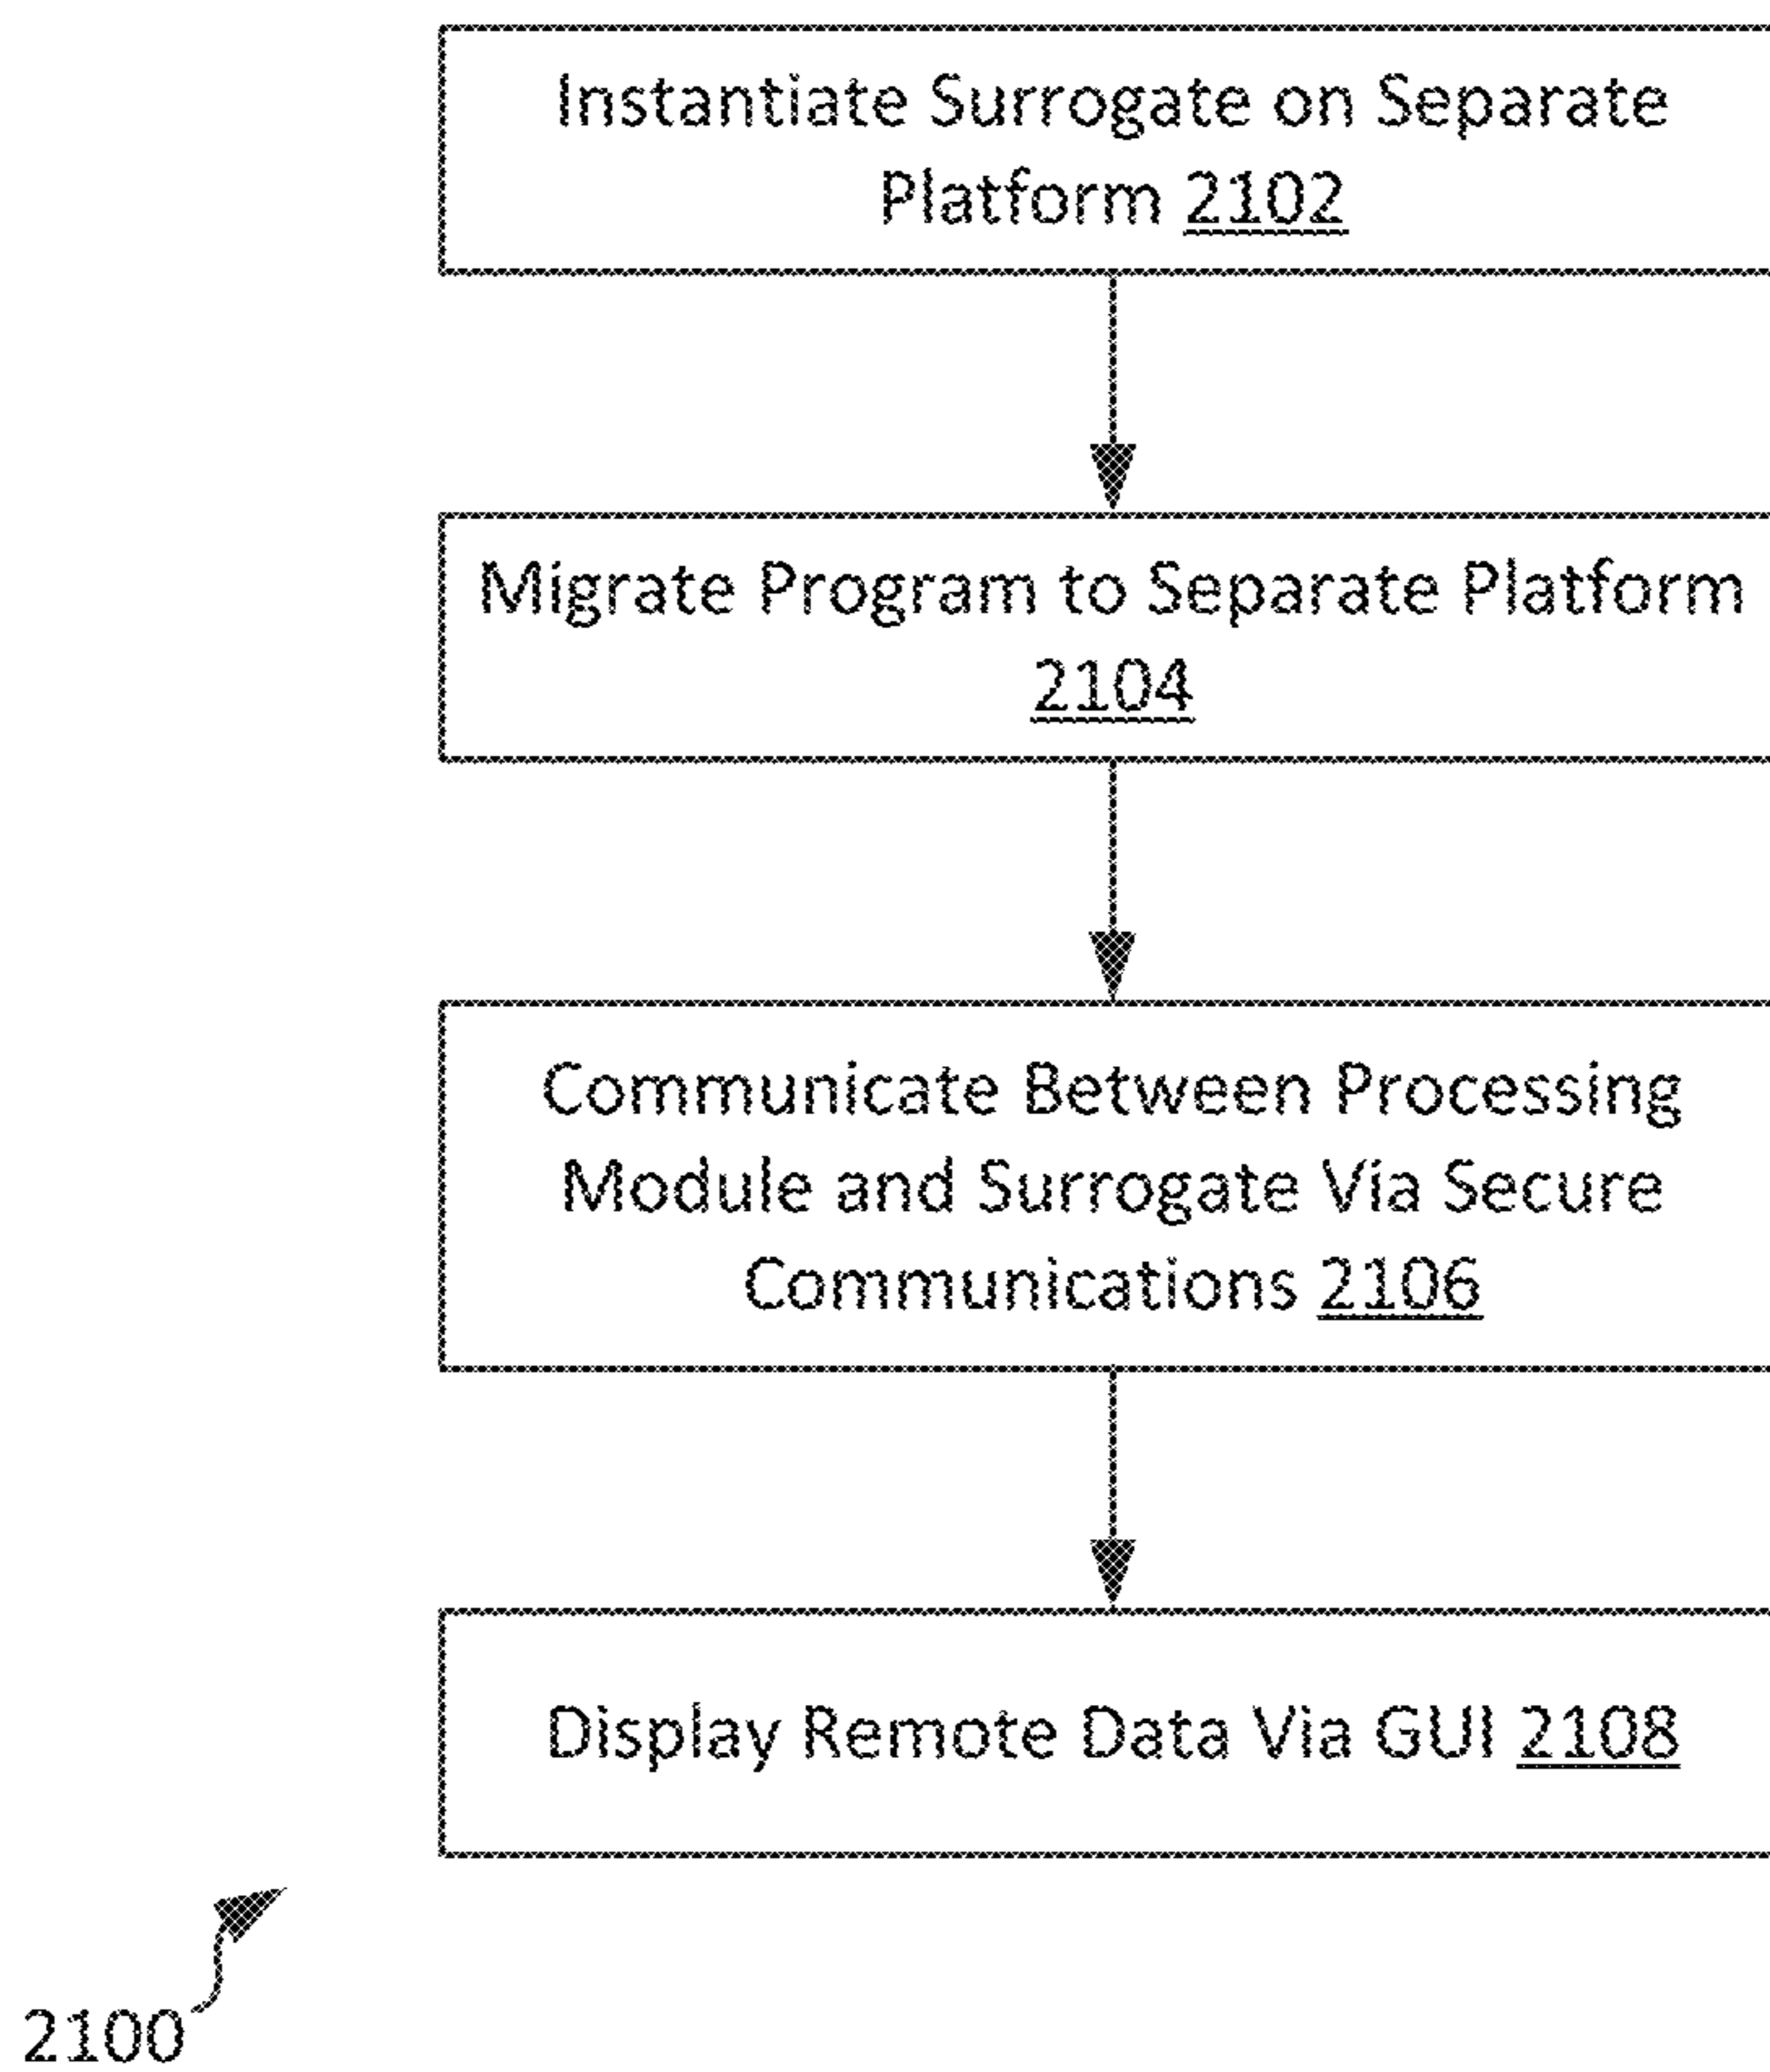 Instantiate Surrogate on Separate
Platform 2102
Migrate Program to Separate Platform
2104
Communicate Between Processing
Module and Surrogate Via Secure
Communications 2106
Display Remote Data Via GUI 2108
2100